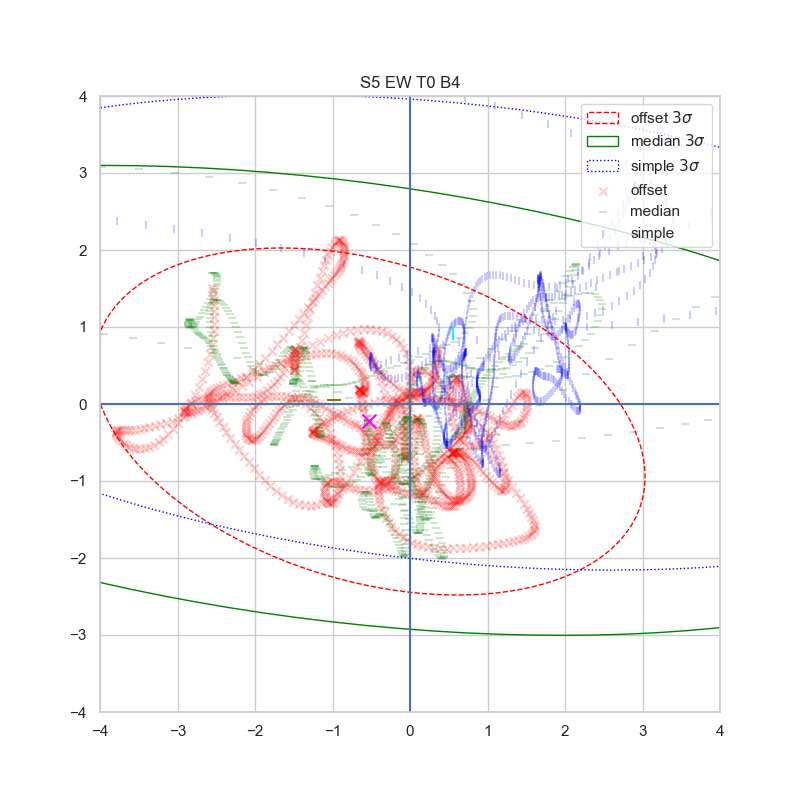 S5 EW T0 B4
offset 3σ
median 3σ
simple 3σ
offset
median
simple
4
3
2
1
0
−1
−2
−3
−4
−4 −3 −2 −1 0 1 2 3 4